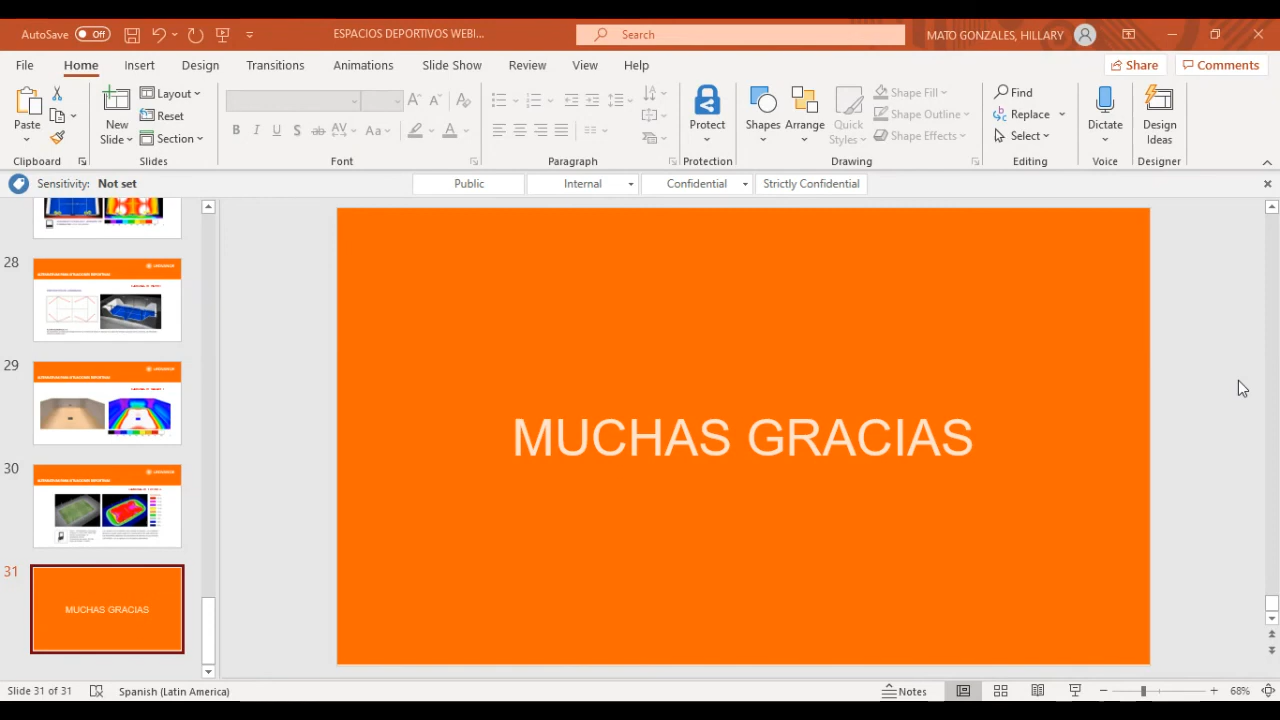 AutoSave Off
ESPACIOS DEPORTIVOS WEBI...
Search
MATO GONZALES, HILLARY
File Home Insert Design Transitions Animations Slide Show Review View Help
Share Comments
Paste
Clipboard
New Slide
Layout
Reset
Section
Slides
Font
Paragraph
Protect
Protection
Shapes
Arrange
Quick Styles
Shape Fill
Shape Outline
Shape Effects
Drawing
Find
Replace
Select
Editing
Dictate
Voice
Design Ideas
Designer
Sensitivity: Not set
Public Internal Confidential Strictly Confidential
28
29
30
31
MUCHAS GRACIAS
MUCHAS GRACIAS
Slide 31 of 31 Spanish (Latin America) Notes 68%